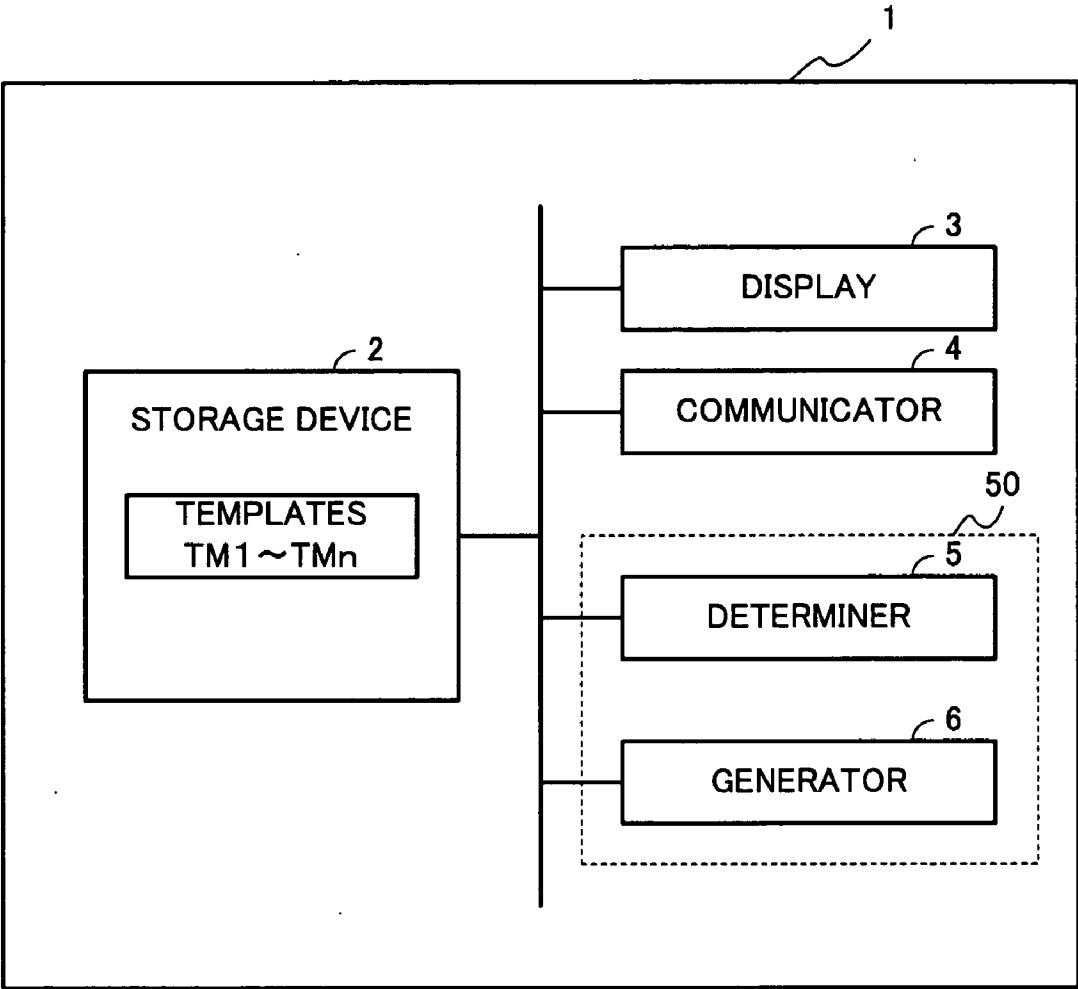 1
3
DISPLAY
2
4
STORAGE DEVICE
COMMUNICATOR
TEMPLATES
TM1～TMn
50
5
DETERMINER
6
GENERATOR